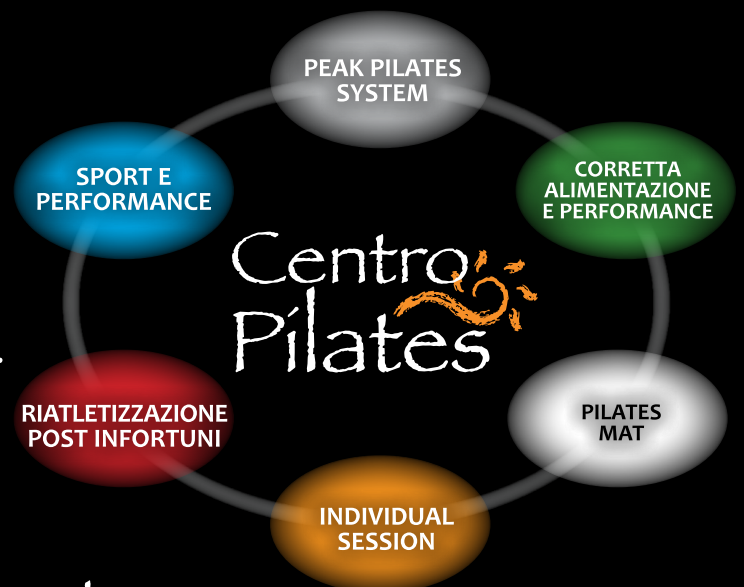 PEAK PILATES
SYSTEM
SPORT E
PERFORMANCE
CORRETTA
ALIMENTAZIONE
E PERFORMANCE
Centro
Pilates
RIATLETIZZAZIONE
POST INFORTUNI
PILATES
MAT
INDIVIDUAL
SESSION